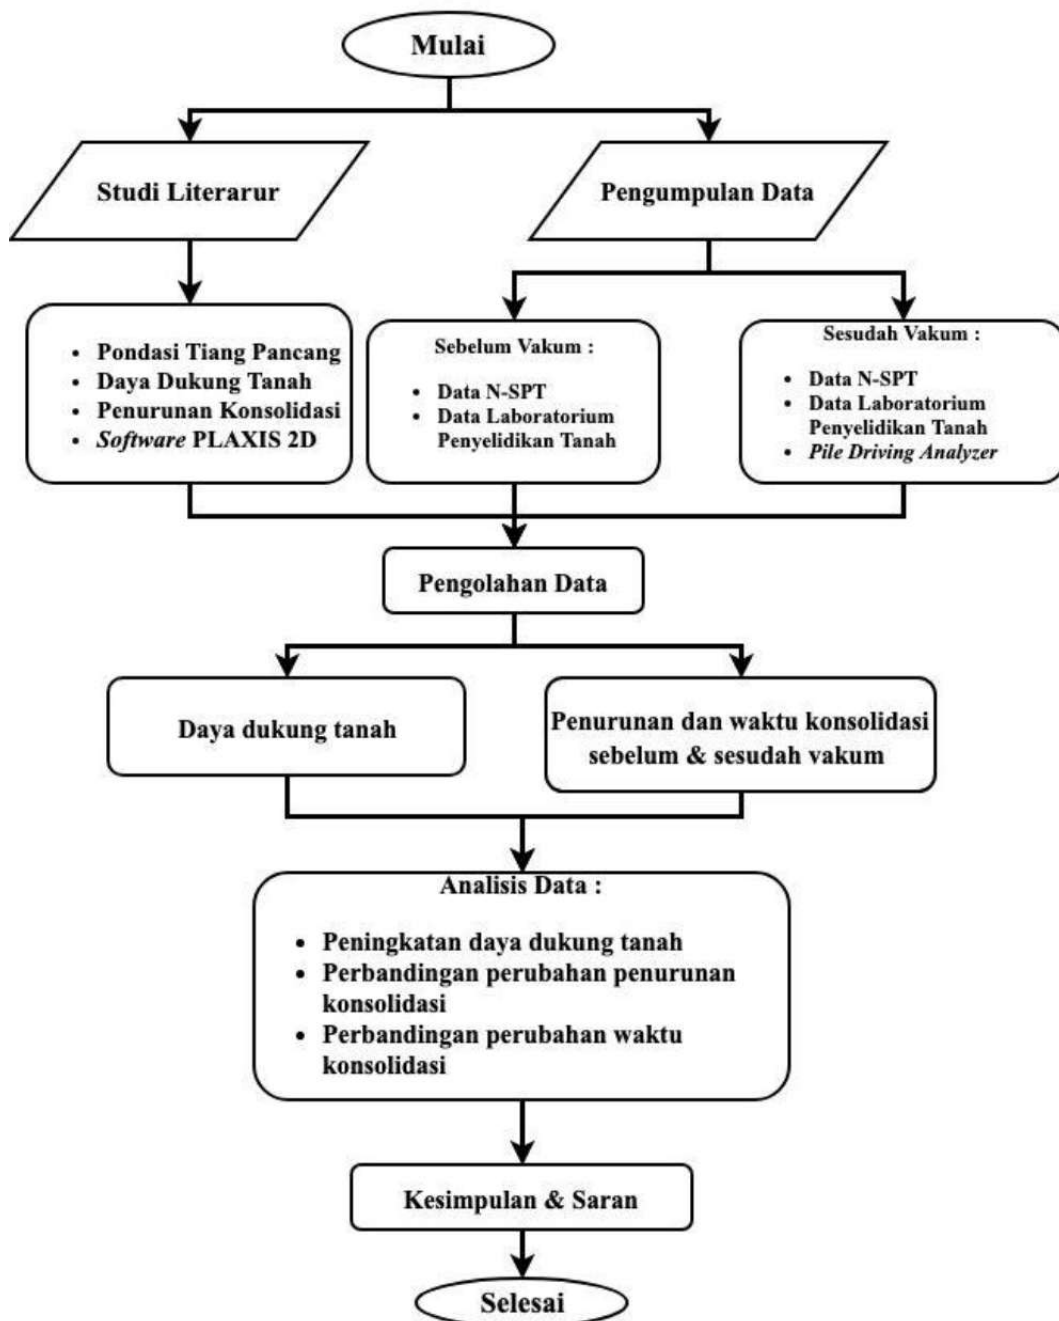 Mulai
Studi Literarur
Pengumpulan Data
• Pondasi Tiang Pancang
• Daya Dukung Tanah
• Penurunan Konsolidasi
• Software PLAXIS 2D
Sebelum Vakum :
• Data N-SPT
• Data Laboratorium
Penyelidikan Tanah
Sesudah Vakum :
• Data N-SPT
• Data Laboratorium
Penyelidikan Tanah
• Pile Driving Analyzer
Pengolahan Data
Daya dukung tanah
Penurunan dan waktu konsolidasi
sebelum & sesudah vakum
Analisis Data :
• Peningkatan daya dukung tanah
• Perbandingan perubahan penurunan
konsolidasi
• Perbandingan perubahan waktu
konsolidasi
Kesimpulan & Saran
Selesai